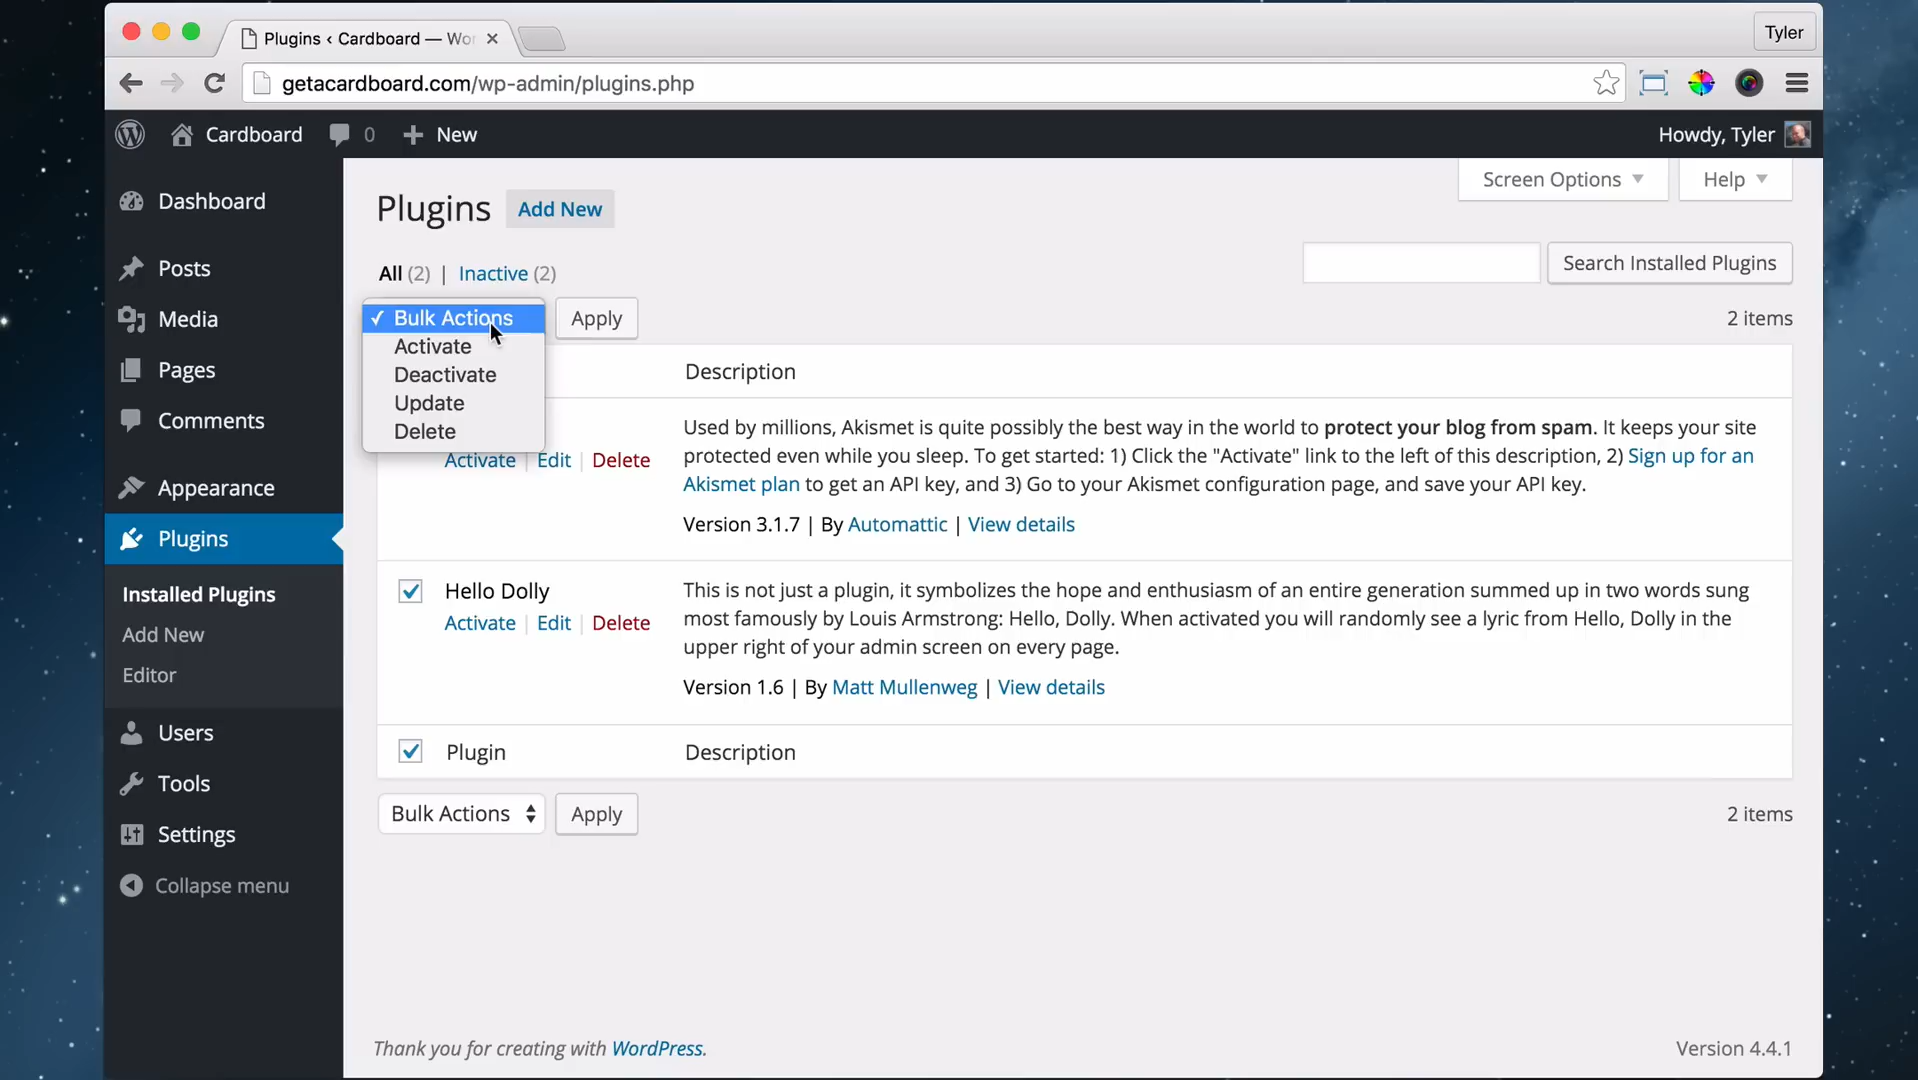 Plugins ‹ Cardboard — Wo
Tyler
getacardboard.com/wp-admin/plugins.php
Cardboard
0
New
Howdy, Tyler
Screen Options
Help
Dashboard
Posts
Media
Pages
Comments
Appearance
Plugins
Installed Plugins
Add New
Editor
Users
Tools
Settings
Collapse menu
Plugins
Add New
All (2) | Inactive (2)
Search Installed Plugins
✓ Bulk Actions
Activate
Deactivate
Update
Delete
Apply
2 items
Description
Activate | Edit | Delete
Used by millions, Akismet is quite possibly the best way in the world to protect your blog from spam. It keeps your site
protected even while you sleep. To get started: 1) Click the "Activate" link to the left of this description, 2) Sign up for an
Akismet plan to get an API key, and 3) Go to your Akismet configuration page, and save your API key.
Version 3.1.7 | By Automattic | View details
Hello Dolly
Activate | Edit | Delete
This is not just a plugin, it symbolizes the hope and enthusiasm of an entire generation summed up in two words sung
most famously by Louis Armstrong: Hello, Dolly. When activated you will randomly see a lyric from Hello, Dolly in the
upper right of your admin screen on every page.
Version 1.6 | By Matt Mullenweg | View details
Plugin
Description
Bulk Actions
Apply
2 items
Thank you for creating with WordPress.
Version 4.4.1